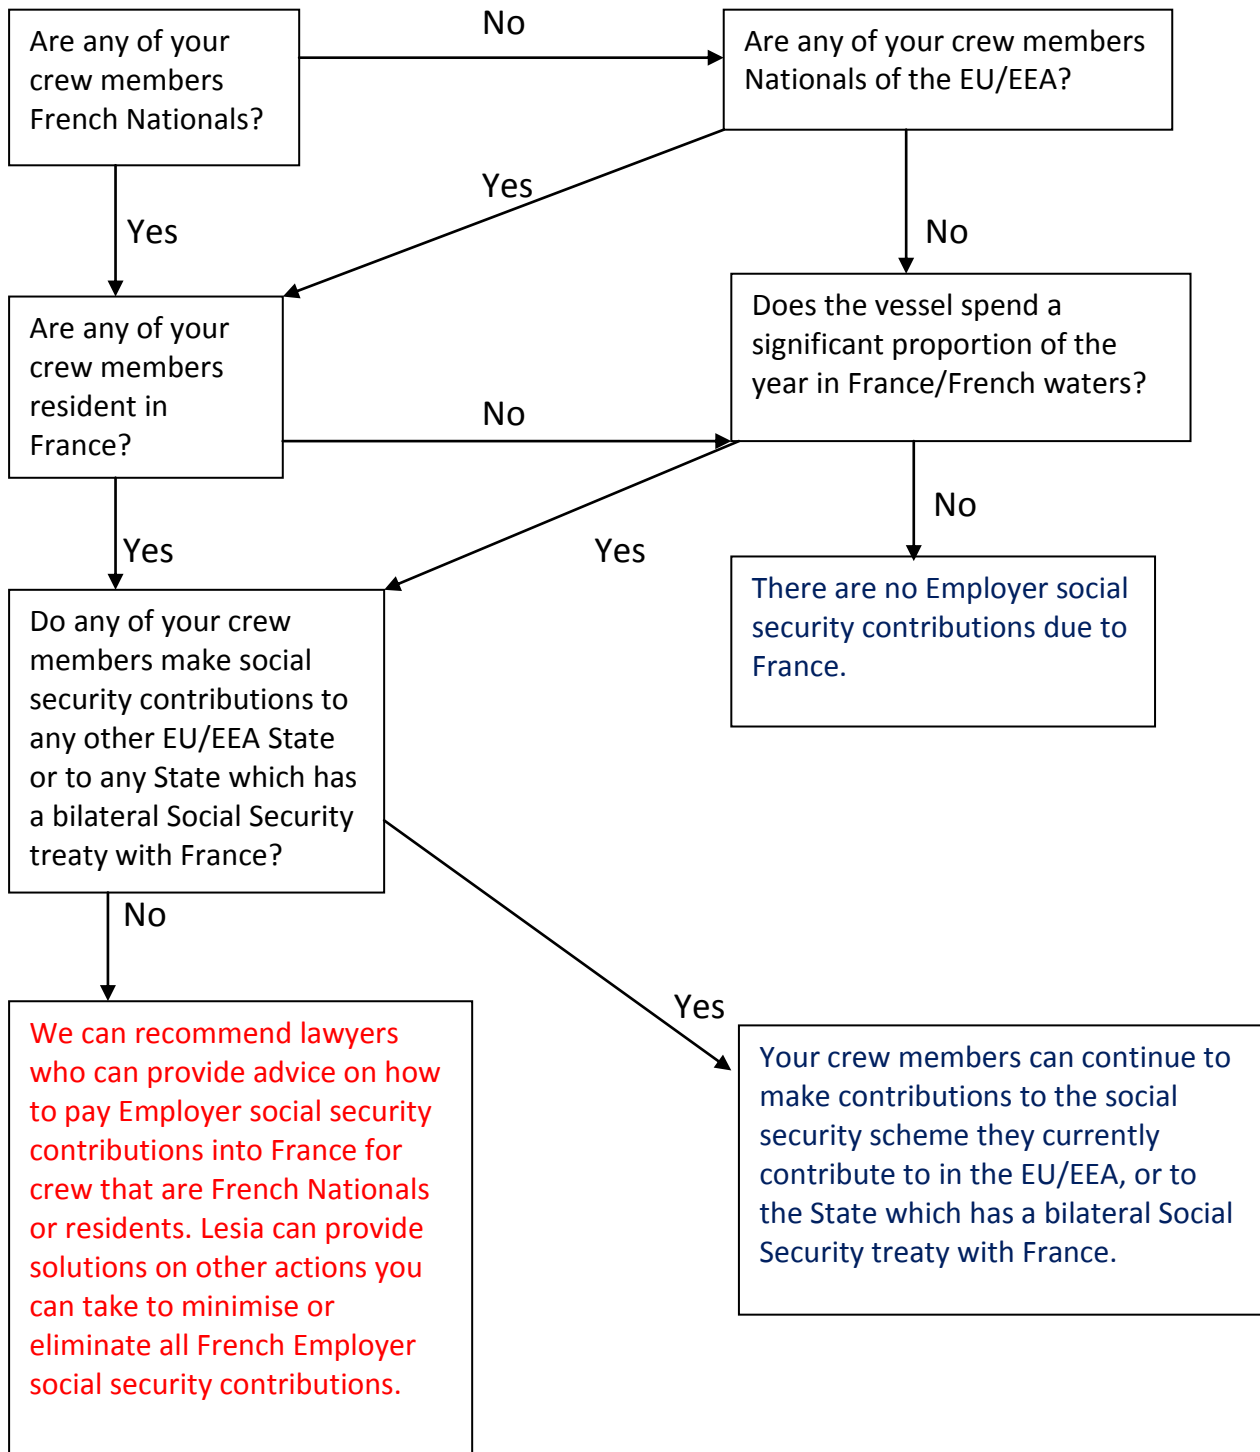 Are any of your
crew members
French Nationals?
No
Are any of your crew members
Nationals of the EU/EEA?
Yes
Yes
No
Are any of your
crew members
resident in
France?
No
Does the vessel spend a
significant proportion of the
year in France/French waters?
Yes
Yes
No
Do any of your crew
members make social
security contributions to
any other EU/EEA State
or to any State which has
a bilateral Social Security
treaty with France?
There are no Employer social
security contributions due to
France.
No
Yes
We can recommend lawyers
who can provide advice on how
to pay Employer social security
contributions into France for
crew that are French Nationals
or residents. Lesia can provide
solutions on other actions you
can take to minimise or
eliminate all French Employer
social security contributions.
Your crew members can continue to
make contributions to the social
security scheme they currently
contribute to in the EU/EEA, or to
the State which has a bilateral Social
Security treaty with France.